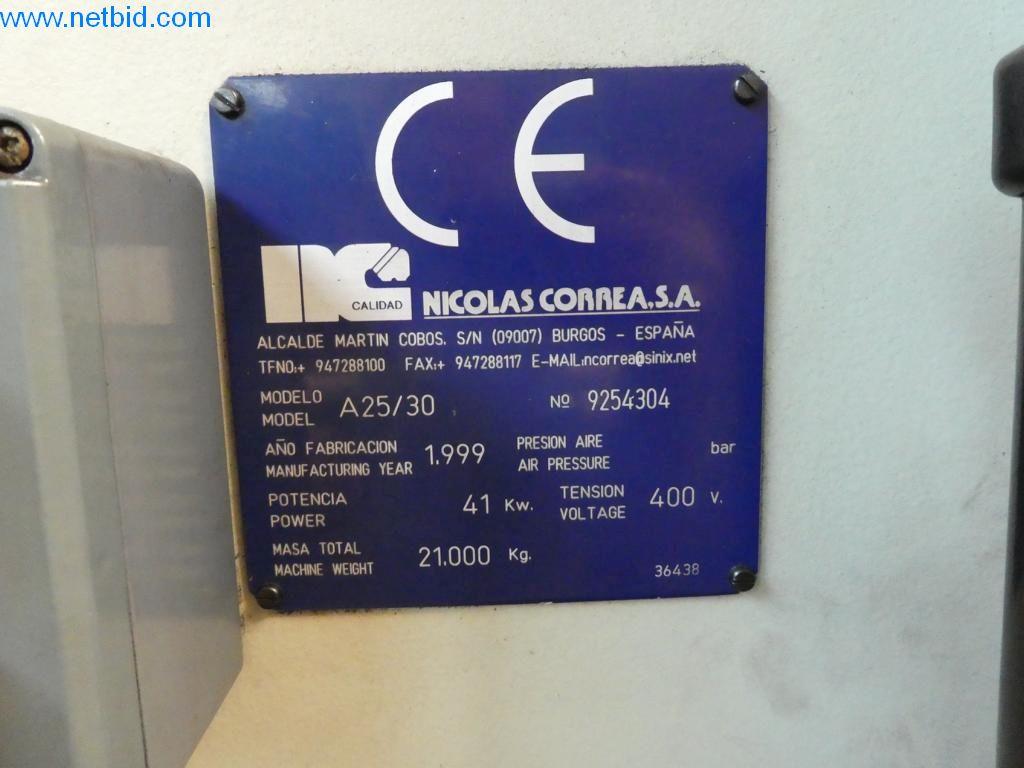 www.netbid.com
CE
CALIDAD
NICOLAS CORREA, S.A.
ALCALDE MARTIN COBOS. S/N (09007) BURGOS - ESPAÑA
TFNO.:+ 947288100 FAX:+ 947288117 E-MAIL:ncorrea@sinix.net
MODELO
MODEL A25/30 Nº 9254304
AÑO FABRICACION 1.999 PRESION AIRE bar
MANUFACTURING YEAR AIR PRESSURE
POTENCIA 41 Kw. TENSION 400 V.
POWER VOLTAGE
MASA TOTAL 21.000 Kg.
MACHINE WEIGHT 36438